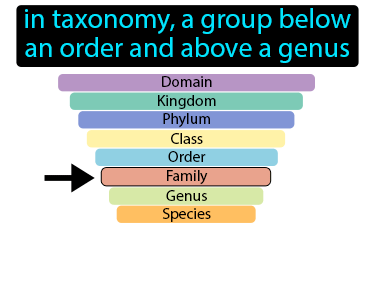 in taxonomy, a group below
an order and above a genus
Domain
Kingdom
Phylum
Class
Order
Family
Genus
Species